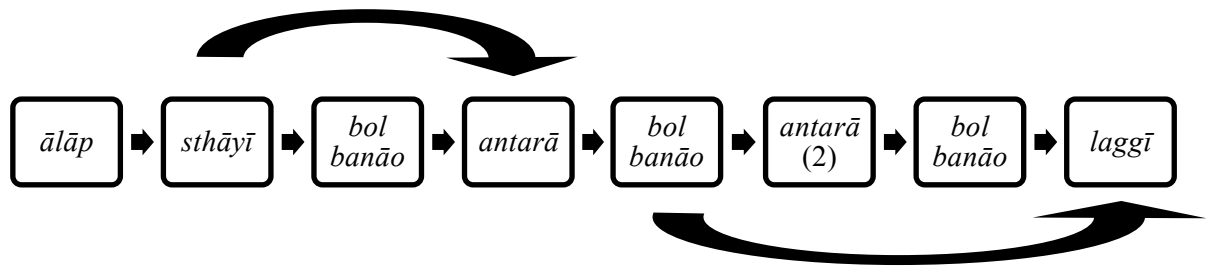 ālāp
sthāyī
bol
banāo
antarā
bol
banāo
antarā
(2)
bol
banāo
laggī